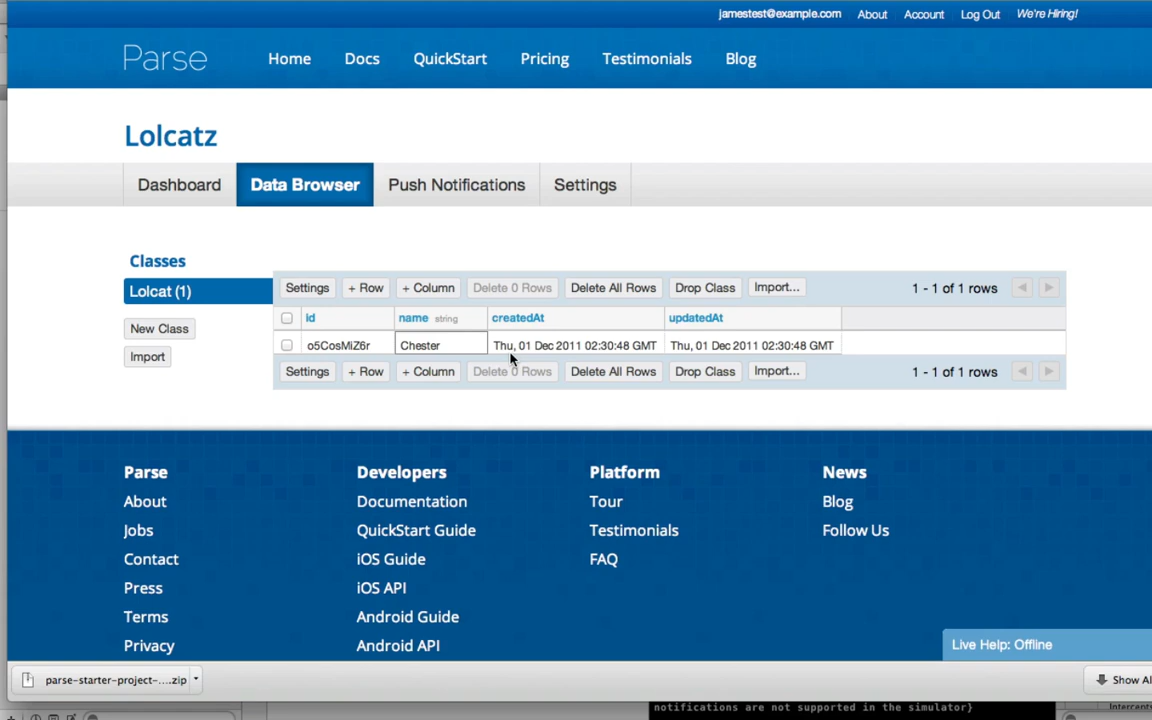 jamestest@example.com About Account Log Out We're Hiring!
Parse Home Docs QuickStart Pricing Testimonials Blog
Lolcatz
Dashboard Data Browser Push Notifications Settings
Classes
Lolcat (1)
New Class
Import
Settings + Row + Column Delete 0 Rows Delete All Rows Drop Class Import... 1 - 1 of 1 rows
id name string createdAt updatedAt
o5CosMiZ6r Chester Thu, 01 Dec 2011 02:30:48 GMT Thu, 01 Dec 2011 02:30:48 GMT
Settings + Row + Column Delete 0 Rows Delete All Rows Drop Class Import... 1 - 1 of 1 rows
Parse
About
Jobs
Contact
Press
Terms
Privacy
Developers
Documentation
QuickStart Guide
iOS Guide
iOS API
Android Guide
Android API
Platform
Tour
Testimonials
FAQ
News
Blog
Follow Us
Live Help: Offline
parse-starter-project-....zip
Show Al
notifications are not supported in the simulator}